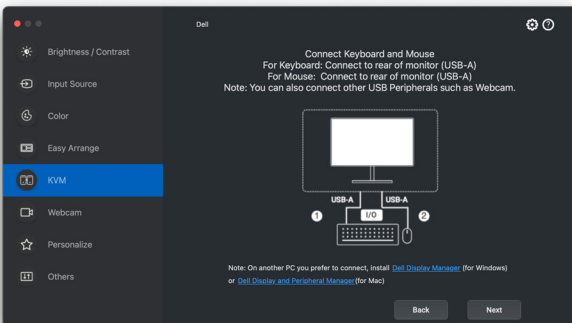 Dell
Brightness / Contrast
Input Source
Color
Easy Arrange
KVM
Webcam
Personalize
Others
Connect Keyboard and Mouse
For Keyboard: Connect to rear of monitor (USB-A)
For Mouse: Connect to rear of monitor (USB-A)
Note: You can also connect other USB Peripherals such as Webcam.
USB-A USB-A
1 I/O 2
Note: On another PC you prefer to connect, install Dell Display Manager (for Windows)
or Dell Display and Peripheral Manager(for Mac)
Back Next